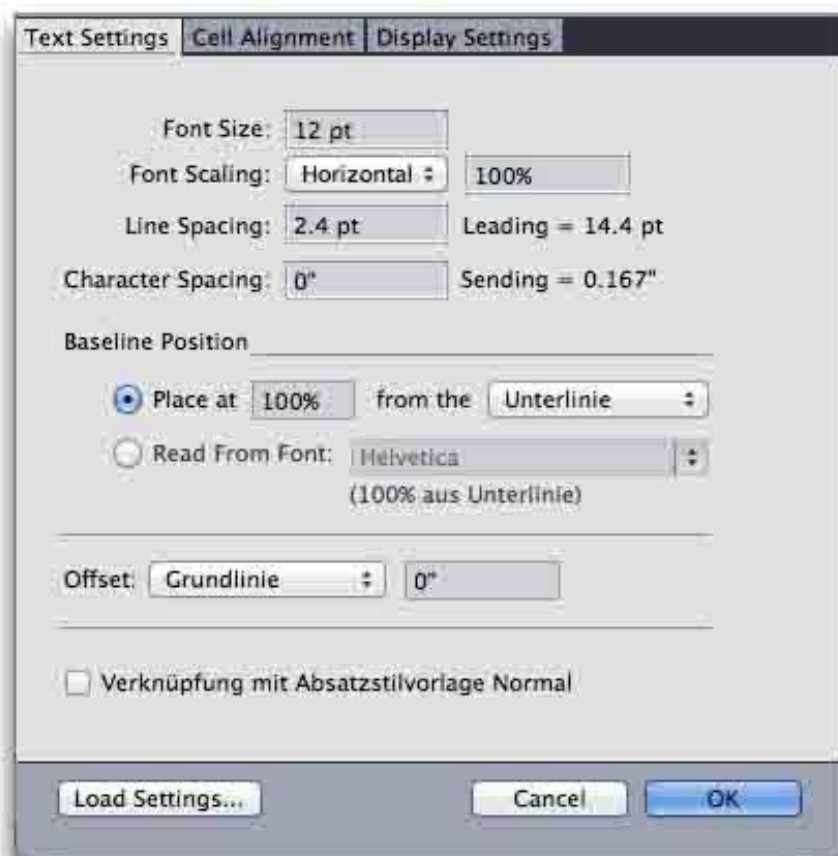 Text Settings Cell Alignment Display Settings
Font Size: 12 pt
Font Scaling: Horizontal 100%
Line Spacing: 2.4 pt Leading = 14.4 pt
Character Spacing: 0" Sending = 0.167"
Baseline Position
Place at 100% from the Unterlinie
Read From Font: Helvetica
(100% aus Unterlinie)
Offset: Grundlinie 0"
Verknüpfung mit Absatzstilvorlage Normal
Load Settings... Cancel OK